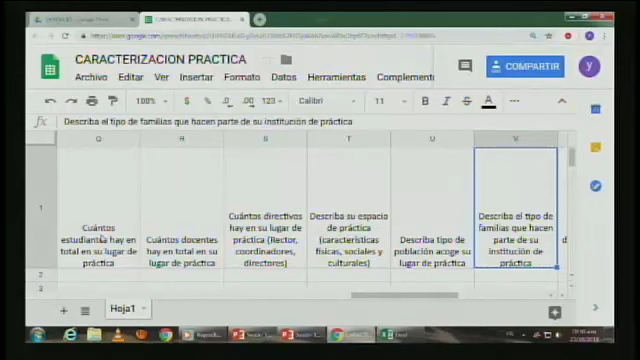 CARACTERIZACION PRACTICA
Archivo Editar Ver Insertar Formato Datos Herramientas Complement
COMPARTIR
y
100% $ % .0 .00 123 Calibri 11 B I S A
fx Describa el tipo de familias que hacen parte de su institución de práctica
Q R S T U V
1
Cuántos
estudiantes hay en
total en su lugar de
práctica
Cuántos docentes
hay en total en su
lugar de práctica
Cuántos directivos
hay en su lugar de
práctica (Rector,
coordinadores,
directores)
Describa su espacio
de práctica
(características
físicas, sociales y
culturales)
Describa tipo de
población acoge su
lugar de práctica
Describa el tipo de
familias que hacen
parte de su
institución de
práctica
d
2
3
Hoja1
Excel